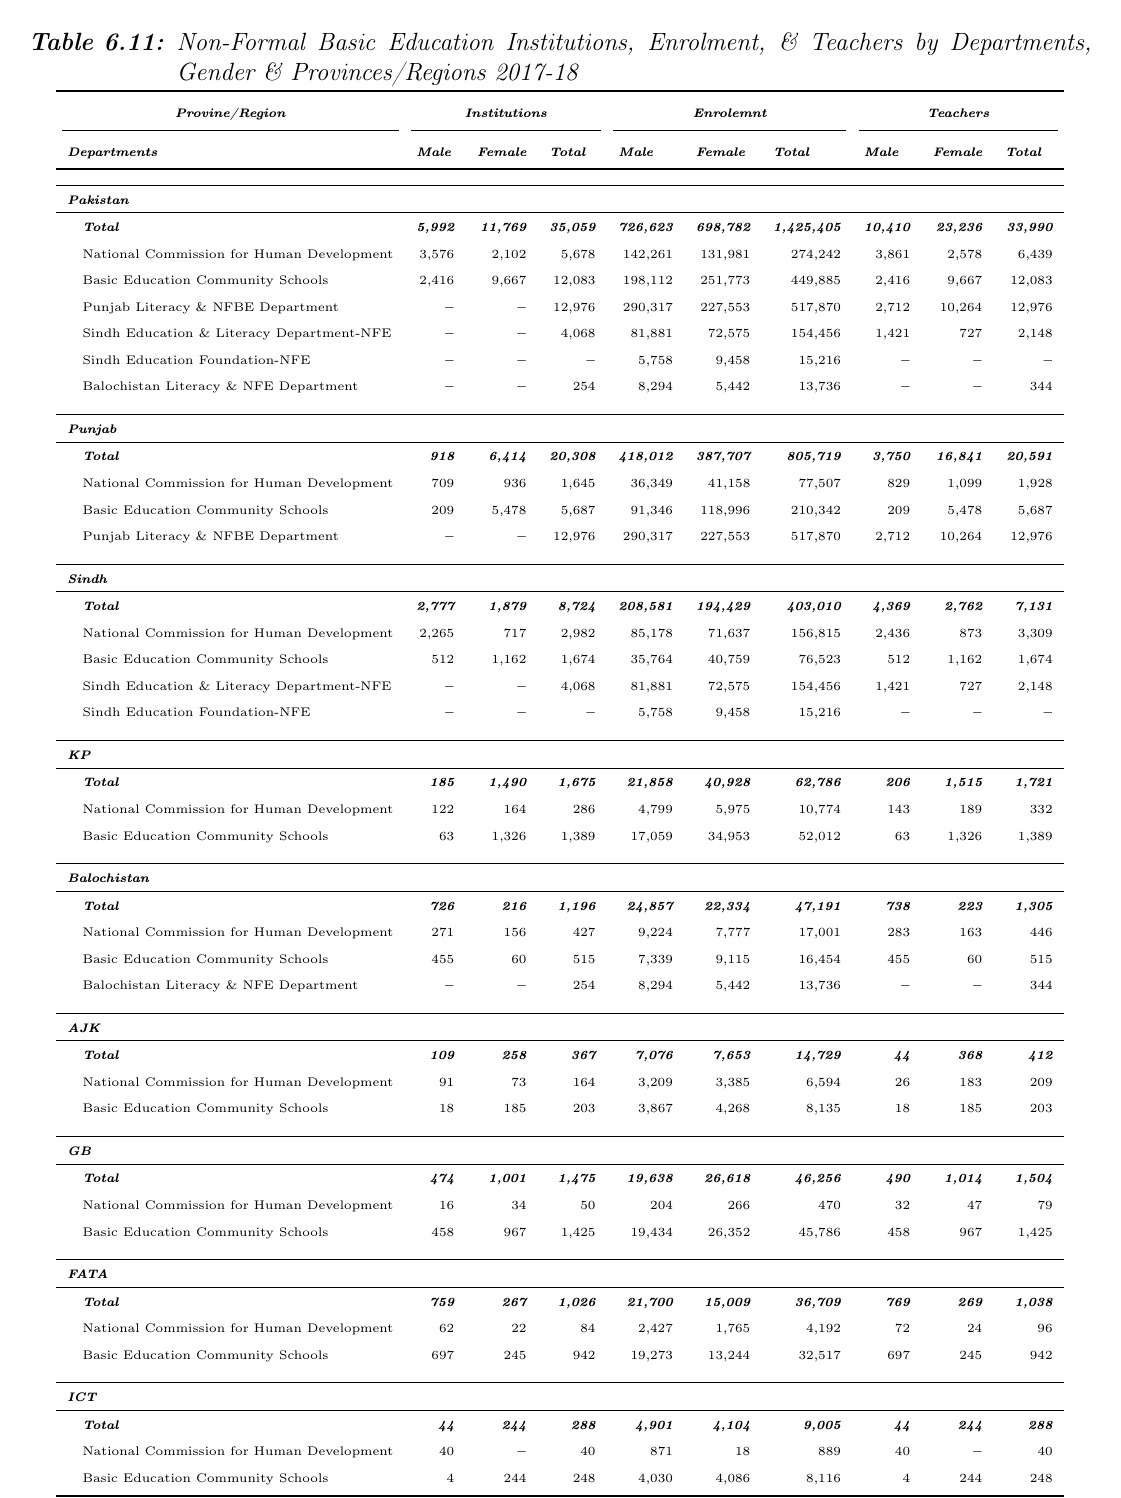 Table 6.11: Non-Formal Basic Education Institutions, Enrolment, & Teachers by Departments,
Gender & Provinces/Regions 2017-18
Provine/Region Institutions Enrolemnt Teachers
Departments Male Female Total Male Female Total Male Female Total
Pakistan
Total 5,992 11,769 35,059 726,623 698,782 1,425,405 10,410 23,236 33,990
National Commission for Human Development 3,576 2,102 5,678 142,261 131,981 274,242 3,861 2,578 6,439
Basic Education Community Schools 2,416 9,667 12,083 198,112 251,773 449,885 2,416 9,667 12,083
Punjab Literacy & NFBE Department – – 12,976 290,317 227,553 517,870 2,712 10,264 12,976
Sindh Education & Literacy Department-NFE – – 4,068 81,881 72,575 154,456 1,421 727 2,148
Sindh Education Foundation-NFE – – – 5,758 9,458 15,216 – – –
Balochistan Literacy & NFE Department – – 254 8,294 5,442 13,736 – – 344
Punjab
Total 918 6,414 20,308 418,012 387,707 805,719 3,750 16,841 20,591
National Commission for Human Development 709 936 1,645 36,349 41,158 77,507 829 1,099 1,928
Basic Education Community Schools 209 5,478 5,687 91,346 118,996 210,342 209 5,478 5,687
Punjab Literacy & NFBE Department – – 12,976 290,317 227,553 517,870 2,712 10,264 12,976
Sindh
Total 2,777 1,879 8,724 208,581 194,429 403,010 4,369 2,762 7,131
National Commission for Human Development 2,265 717 2,982 85,178 71,637 156,815 2,436 873 3,309
Basic Education Community Schools 512 1,162 1,674 35,764 40,759 76,523 512 1,162 1,674
Sindh Education & Literacy Department-NFE – – 4,068 81,881 72,575 154,456 1,421 727 2,148
Sindh Education Foundation-NFE – – – 5,758 9,458 15,216 – – –
KP
Total 185 1,490 1,675 21,858 40,928 62,786 206 1,515 1,721
National Commission for Human Development 122 164 286 4,799 5,975 10,774 143 189 332
Basic Education Community Schools 63 1,326 1,389 17,059 34,953 52,012 63 1,326 1,389
Balochistan
Total 726 216 1,196 24,857 22,334 47,191 738 223 1,305
National Commission for Human Development 271 156 427 9,224 7,777 17,001 283 163 446
Basic Education Community Schools 455 60 515 7,339 9,115 16,454 455 60 515
Balochistan Literacy & NFE Department – – 254 8,294 5,442 13,736 – – 344
AJK
Total 109 258 367 7,076 7,653 14,729 44 368 412
National Commission for Human Development 91 73 164 3,209 3,385 6,594 26 183 209
Basic Education Community Schools 18 185 203 3,867 4,268 8,135 18 185 203
GB
Total 474 1,001 1,475 19,638 26,618 46,256 490 1,014 1,504
National Commission for Human Development 16 34 50 204 266 470 32 47 79
Basic Education Community Schools 458 967 1,425 19,434 26,352 45,786 458 967 1,425
FATA
Total 759 267 1,026 21,700 15,009 36,709 769 269 1,038
National Commission for Human Development 62 22 84 2,427 1,765 4,192 72 24 96
Basic Education Community Schools 697 245 942 19,273 13,244 32,517 697 245 942
ICT
Total 44 244 288 4,901 4,104 9,005 44 244 288
National Commission for Human Development 40 – 40 871 18 889 40 – 40
Basic Education Community Schools 4 244 248 4,030 4,086 8,116 4 244 248